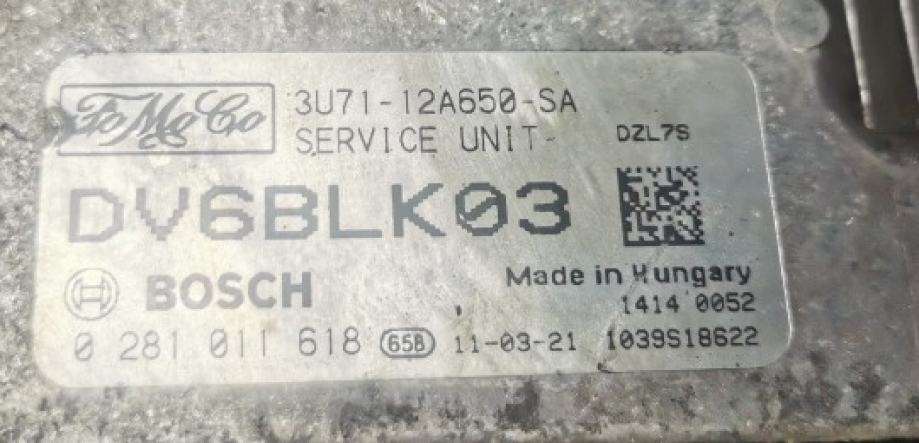 FoMoCo
3U71-12A650-SA
SERVICE UNIT- DZL7S
DV6BLK03
BOSCH
Made in Hungary
1414 0052
0 281 011 618 65B 11-03-21 1039S18622